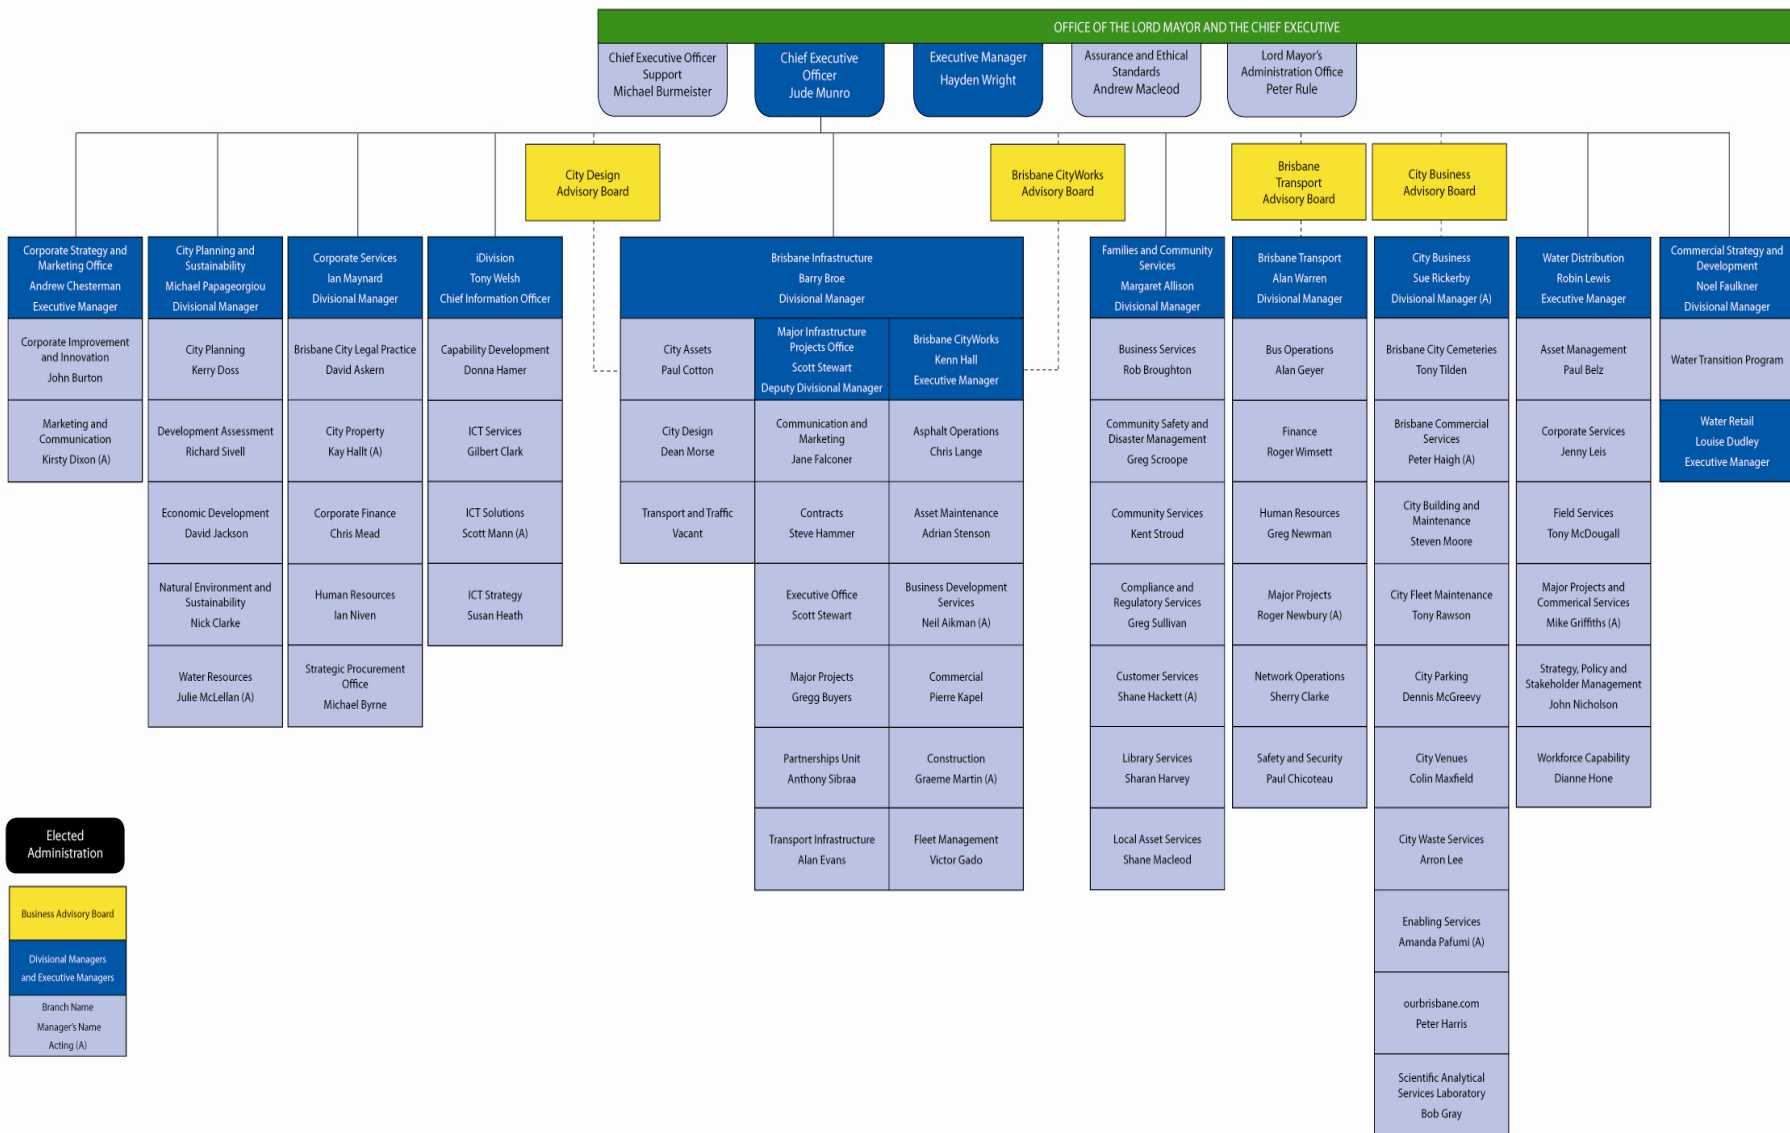 OFFICE OF THE LORD MAYOR AND THE CHIEF EXECUTIVE
Chief Executive Officer
Support
Michael Burmeister
Chief Executive
Officer
Jude Munro
Executive Manager
Hayden Wright
Assurance and Ethical
Standards
Andrew Macleod
Lord Mayor's
Administration Office
Peter Rule
City Design
Advisory Board
Brisbane CityWorks
Advisory Board
Brisbane
Transport
Advisory Board
City Business
Advisory Board
Corporate Strategy and
Marketing Office
Andrew Chesterman
Executive Manager
Corporate Improvement
and Innovation
John Burton
Marketing and
Communication
Kirsty Dixon (A)
City Planning and
Sustainability
Michael Papageorgiou
Divisional Manager
City Planning
Kerry Doss
Development Assessment
Richard Sivell
Economic Development
David Jackson
Natural Environment and
Sustainability
Nick Clarke
Water Resources
Julie McLellan (A)
Corporate Services
Ian Maynard
Divisional Manager
Brisbane City Legal Practice
David Askern
City Property
Kay Hallt (A)
Corporate Finance
Chris Mead
Human Resources
Ian Niven
Strategic Procurement
Office
Michael Byrne
iDivision
Tony Welsh
Chief Information Officer
Capability Development
Donna Hamer
ICT Services
Gilbert Clark
ICT Solutions
Scott Mann (A)
ICT Strategy
Susan Heath
Brisbane Infrastructure
Barry Broe
Divisional Manager
City Assets
Paul Cotton
City Design
Dean Morse
Transport and Traffic
Vacant
Major Infrastructure
Projects Office
Scott Stewart
Deputy Divisional Manager
Communication and
Marketing
Jane Falconer
Contracts
Steve Hammer
Executive Office
Scott Stewart
Major Projects
Gregg Buyers
Partnerships Unit
Anthony Sibraa
Transport Infrastructure
Alan Evans
Brisbane CityWorks
Kenn Hall
Executive Manager
Asphalt Operations
Chris Lange
Asset Maintenance
Adrian Stenson
Business Development
Services
Neil Aikman (A)
Commercial
Pierre Kapel
Construction
Graeme Martin (A)
Fleet Management
Victor Gado
Families and Community
Services
Margaret Allison
Divisional Manager
Business Services
Rob Broughton
Community Safety and
Disaster Management
Greg Scroope
Community Services
Kent Stroud
Compliance and
Regulatory Services
Greg Sullivan
Customer Services
Shane Hackett (A)
Library Services
Sharan Harvey
Local Asset Services
Shane Macleod
Brisbane Transport
Alan Warren
Divisional Manager
Bus Operations
Alan Geyer
Finance
Roger Wimsett
Human Resources
Greg Newman
Major Projects
Roger Newbury (A)
Network Operations
Sherry Clarke
Safety and Security
Paul Chicoteau
City Business
Sue Rickerby
Divisional Manager (A)
Brisbane City Cemeteries
Tony Tilden
Brisbane Commercial
Services
Peter Haigh (A)
City Building and
Maintenance
Steven Moore
City Fleet Maintenance
Tony Rawson
City Parking
Dennis McGreevy
City Venues
Colin Maxfield
City Waste Services
Arron Lee
Enabling Services
Amanda Pafumi (A)
ourbrisbane.com
Peter Harris
Scientific Analytical
Services Laboratory
Bob Gray
Water Distribution
Robin Lewis
Executive Manager
Asset Management
Paul Belz
Corporate Services
Jenny Leis
Field Services
Tony McDougall
Major Projects and
Commerical Services
Mike Griffiths (A)
Strategy, Policy and
Stakeholder Management
John Nicholson
Workforce Capability
Dianne Hone
Commercial Strategy and
Development
Noel Faulkner
Divisional Manager
Water Transition Program
Water Retail
Louise Dudley
Executive Manager
Elected
Administration
Business Advisory Board
Divisional Managers
and Executive Managers
Branch Name
Manager's Name
Acting (A)